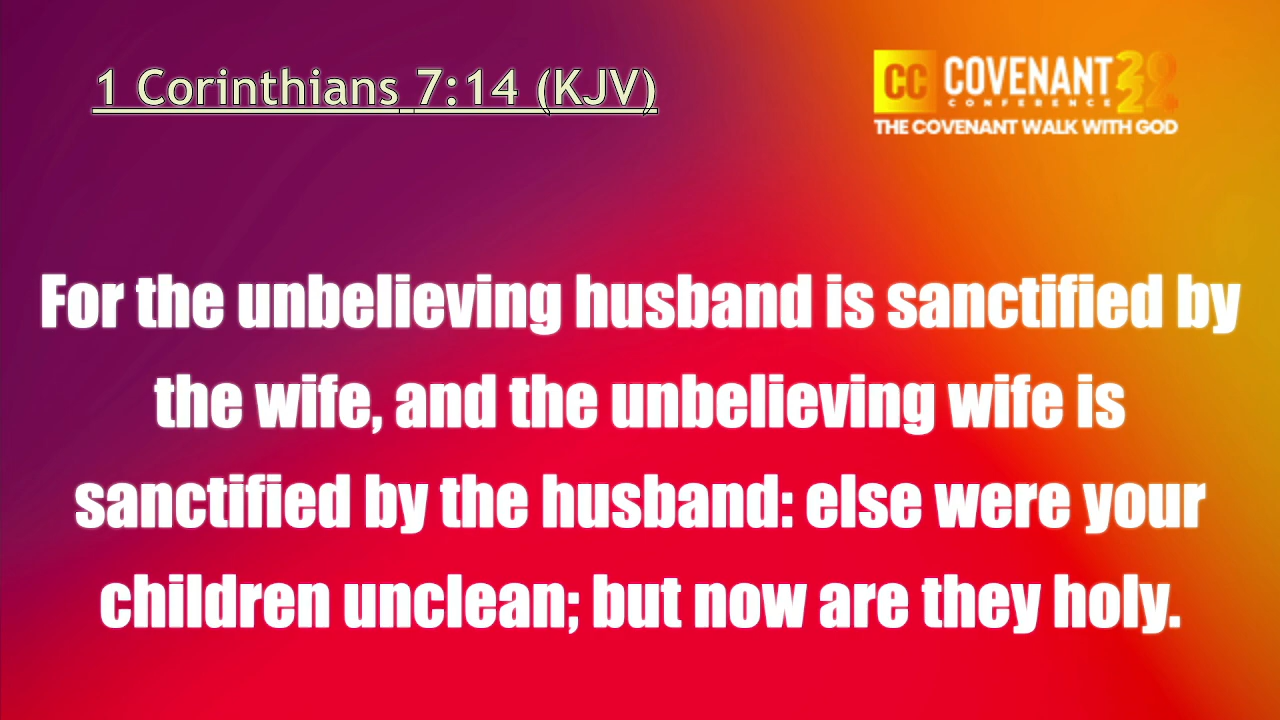 1 Corinthians 7:14 (KJV)
CC COVENANT
CONFERENCE
THE COVENANT WALK WITH GOD
For the unbelieving husband is sanctified by
the wife, and the unbelieving wife is
sanctified by the husband: else were your
children unclean; but now are they holy.